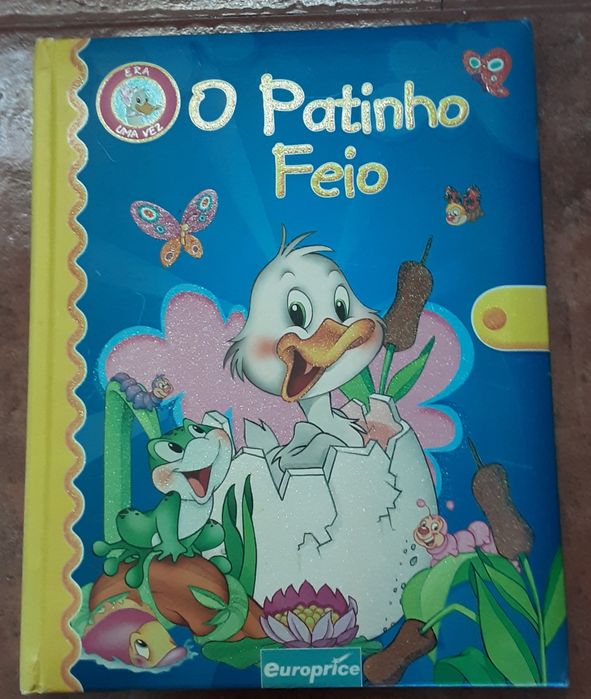 ERA
UMA VEZ
O Patinho
Feio
europrice